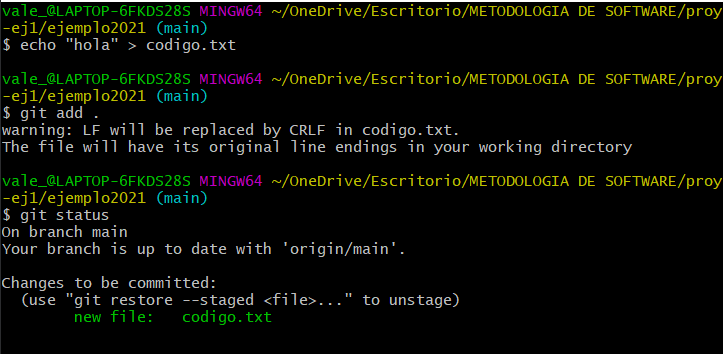 vale_@LAPTOP-6FKDS28S MINGW64 ~/OneDrive/Escritorio/METODOLOGIA DE SOFTWARE/proy
-ej1/ejemplo2021 (main)
$ echo "hola" > codigo.txt
vale_@LAPTOP-6FKDS28S MINGW64 ~/OneDrive/Escritorio/METODOLOGIA DE SOFTWARE/proy
-ej1/ejemplo2021 (main)
$ git add .
warning: LF will be replaced by CRLF in codigo.txt.
The file will have its original line endings in your working directory
vale_@LAPTOP-6FKDS28S MINGW64 ~/OneDrive/Escritorio/METODOLOGIA DE SOFTWARE/proy
-ej1/ejemplo2021 (main)
$ git status
On branch main
Your branch is up to date with 'origin/main'.
Changes to be committed:
  (use "git restore --staged <file>..." to unstage)
        new file:   codigo.txt